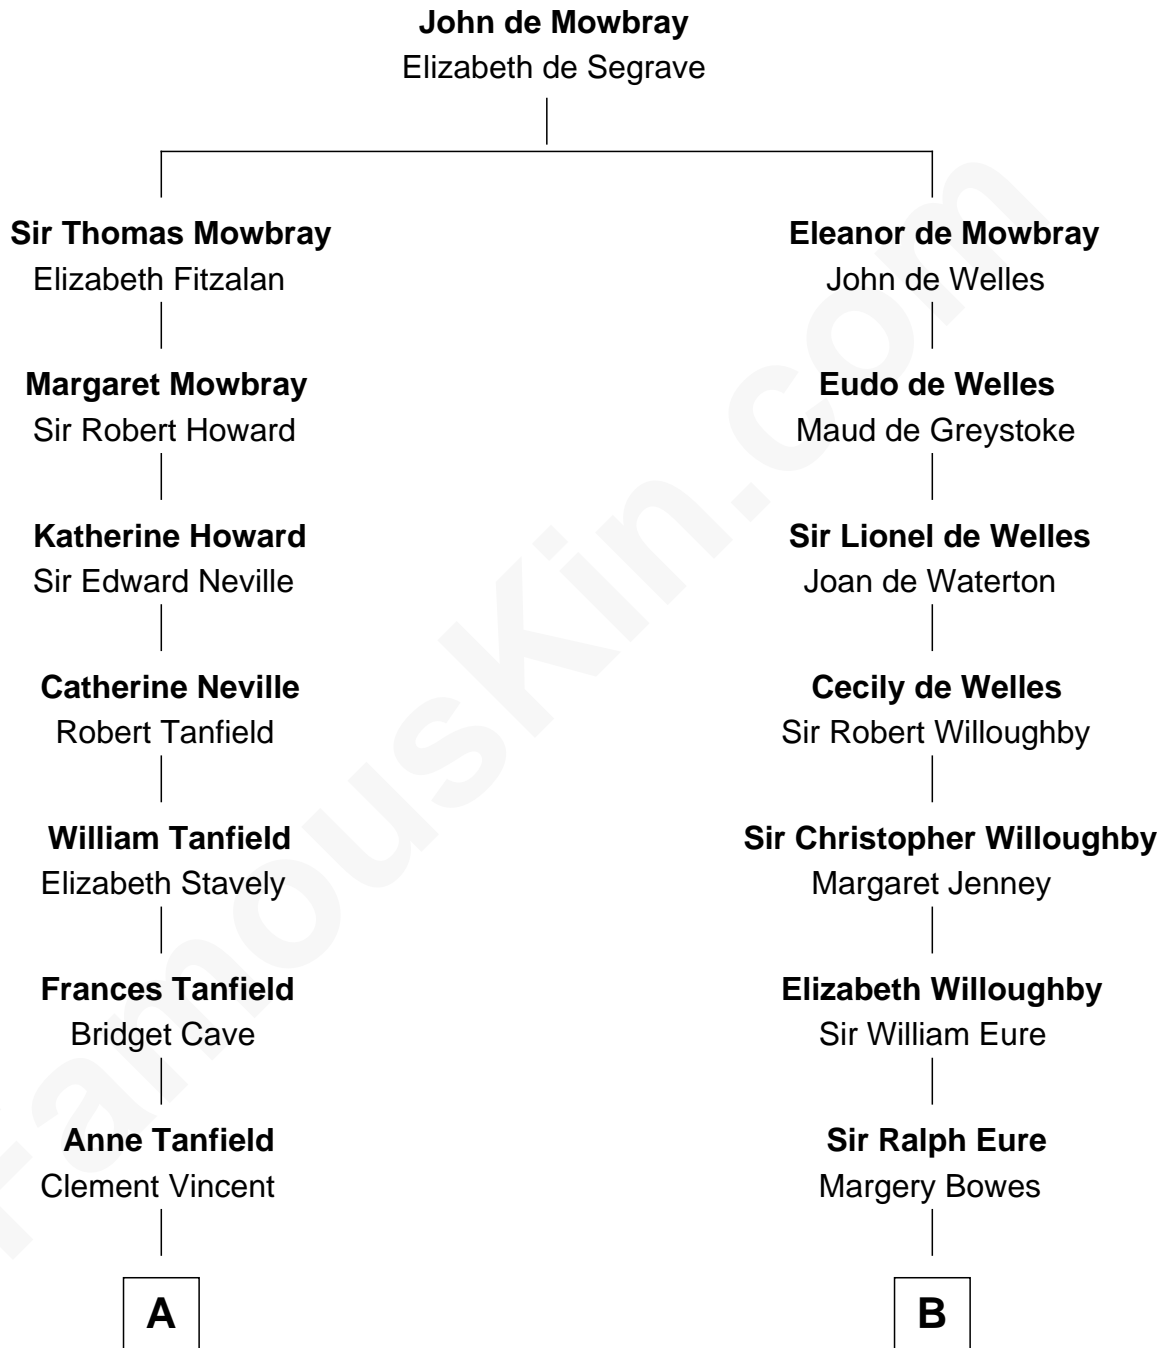 John de Mowbray
Elizabeth de Segrave
Sir Thomas Mowbray
Elizabeth Fitzalan
Margaret Mowbray
Sir Robert Howard
Katherine Howard
Sir Edward Neville
Catherine Neville
Robert Tanfield
William Tanfield
Elizabeth Stavely
Frances Tanfield
Bridget Cave
Anne Tanfield
Clement Vincent
A
Eleanor de Mowbray
John de Welles
Eudo de Welles
Maud de Greystoke
Sir Lionel de Welles
Joan de Waterton
Cecily de Welles
Sir Robert Willoughby
Sir Christopher Willoughby
Margaret Jenney
Elizabeth Willoughby
Sir William Eure
Sir Ralph Eure
Margery Bowes
B
FamousKin.com